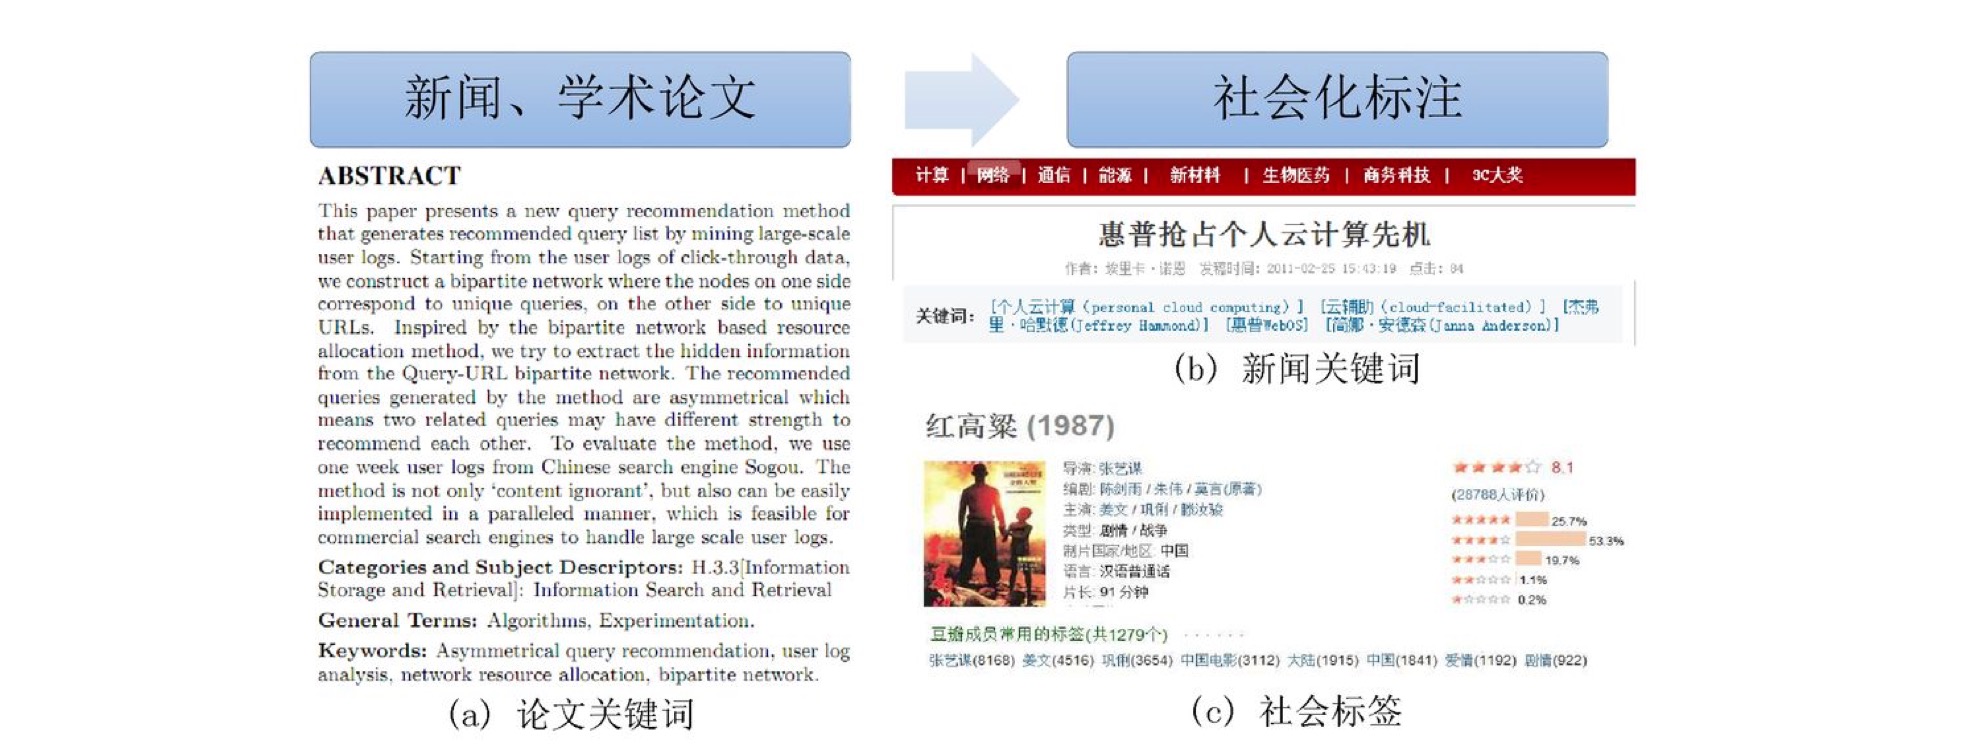 新闻、学术论文
社会化标注
ABSTRACT
This paper presents a new query recommendation method
that generates recommended query list by mining large-scale
user logs. Starting from the user logs of click-through data,
we construct a bipartite network where the nodes on one side
correspond to unique queries, on the other side to unique
URLs. Inspired by the bipartite network based resource
allocation method, we try to extract the hidden information
from the Query-URL bipartite network. The recommended
queries generated by the method are asymmetrical which
means two related queries may have different strength to
recommend each other. To evaluate the method, we use
one week user logs from Chinese search engine Sogou. The
method is not only ‘content ignorant’, but also can be easily
implemented in a paralleled manner, which is feasible for
commercial search engines to handle large scale user logs.
Categories and Subject Descriptors: H.3.3[Information
Storage and Retrieval]: Information Search and Retrieval
General Terms: Algorithms, Experimentation.
Keywords: Asymmetrical query recommendation, user log
analysis, network resource allocation, bipartite network.
(a) 论文关键词
计算 | 网络 | 通信 | 能源 | 新材料 | 生物医药 | 商务科技 | 3C大奖
惠普抢占个人云计算先机
作者: 埃里卡·诺恩 发稿时间: 2011-02-25 15:43:19 点击: 84
关键词: [个人云计算 (personal cloud computing) ] [云辅助 (cloud-facilitated) ] [杰弗
里·哈默德(Jeffrey Hammond)] [惠普WebOS] [简娜·安德森(Janna Anderson)]
(b) 新闻关键词
红高粱 (1987)
导演: 张艺谋
编剧: 陈剑雨 / 朱伟 / 莫言(原著)
主演: 姜文 / 巩俐 / 滕汝骏
类型: 剧情 / 战争
制片国家/地区: 中国
语言: 汉语普通话
片长: 91 分钟
8.1
(28788人评价)
25.7%
53.3%
19.7%
1.1%
0.2%
豆瓣成员常用的标签(共1279个) · · · · · ·
张艺谋(8168) 姜文(4516) 巩俐(3654) 中国电影(3112) 大陆(1915) 中国(1841) 爱情(1192) 剧情(922)
(c) 社会标签